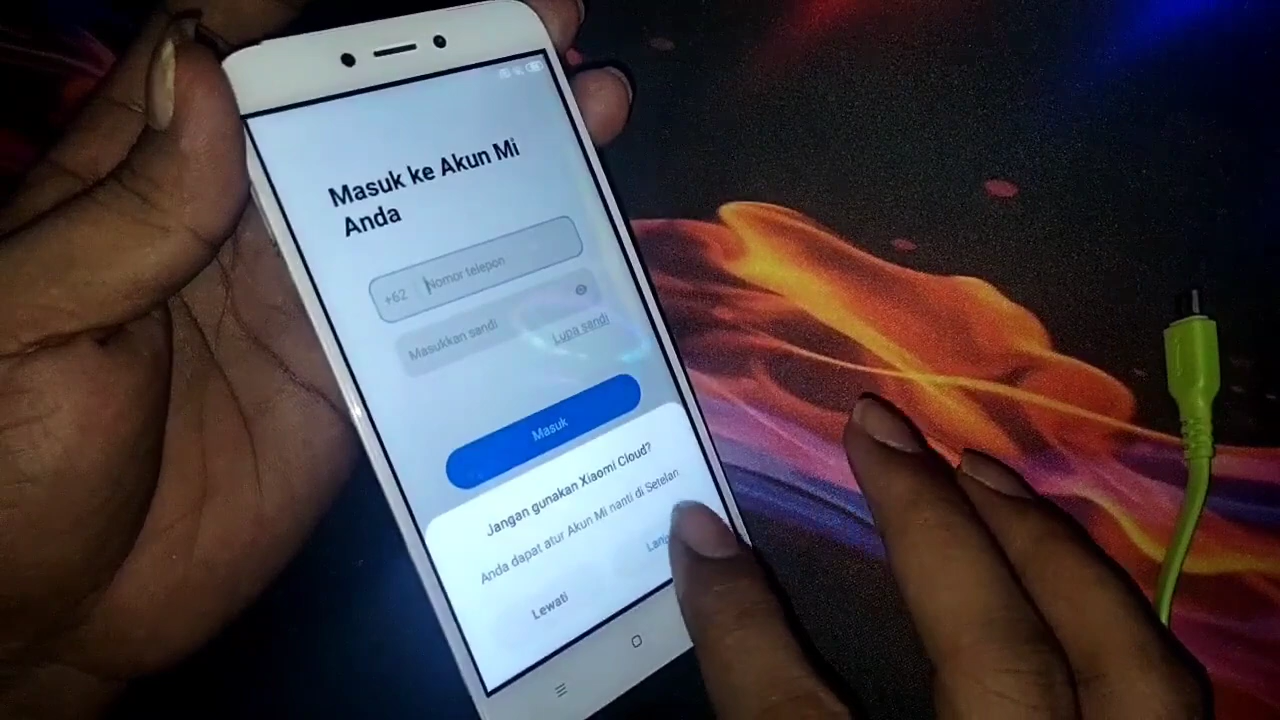 Masuk ke Akun Mi
Anda
+62 Nomor telepon
Masukkan sandi
Lupa sandi
Masuk
Jangan gunakan Xiaomi Cloud?
Anda dapat atur Akun Mi nanti di Setelan.
Lewati